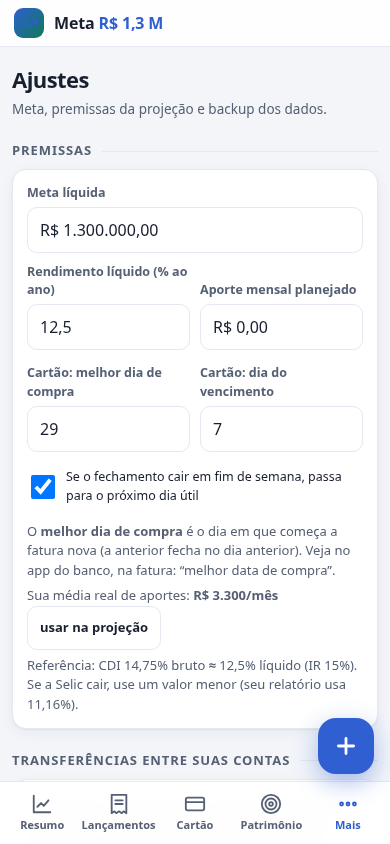 Meta R$ 1,3 M
Ajustes
Meta, premissas da projeção e backup dos dados.
PREMISSAS
Meta líquida
R$ 1.300.000,00
Rendimento líquido (% ao
ano)
Aporte mensal planejado
12,5
R$ 0,00
Cartão: melhor dia de
compra
Cartão: dia do
vencimento
29
7
Se o fechamento cair em fim de semana, passa
para o próximo dia útil
O melhor dia de compra é o dia em que começa a
fatura nova (a anterior fecha no dia anterior). Veja no
app do banco, na fatura: “melhor data de compra”.
Sua média real de aportes: R$ 3.300/mês
usar na projeção
Referência: CDI 14,75% bruto ≈ 12,5% líquido (IR 15%).
Se a Selic cair, use um valor menor (seu relatório usa
11,16%).
TRANSFERÊNCIAS ENTRE SUAS CONTAS
Resumo
Lançamentos
Cartão
Patrimônio
Mais